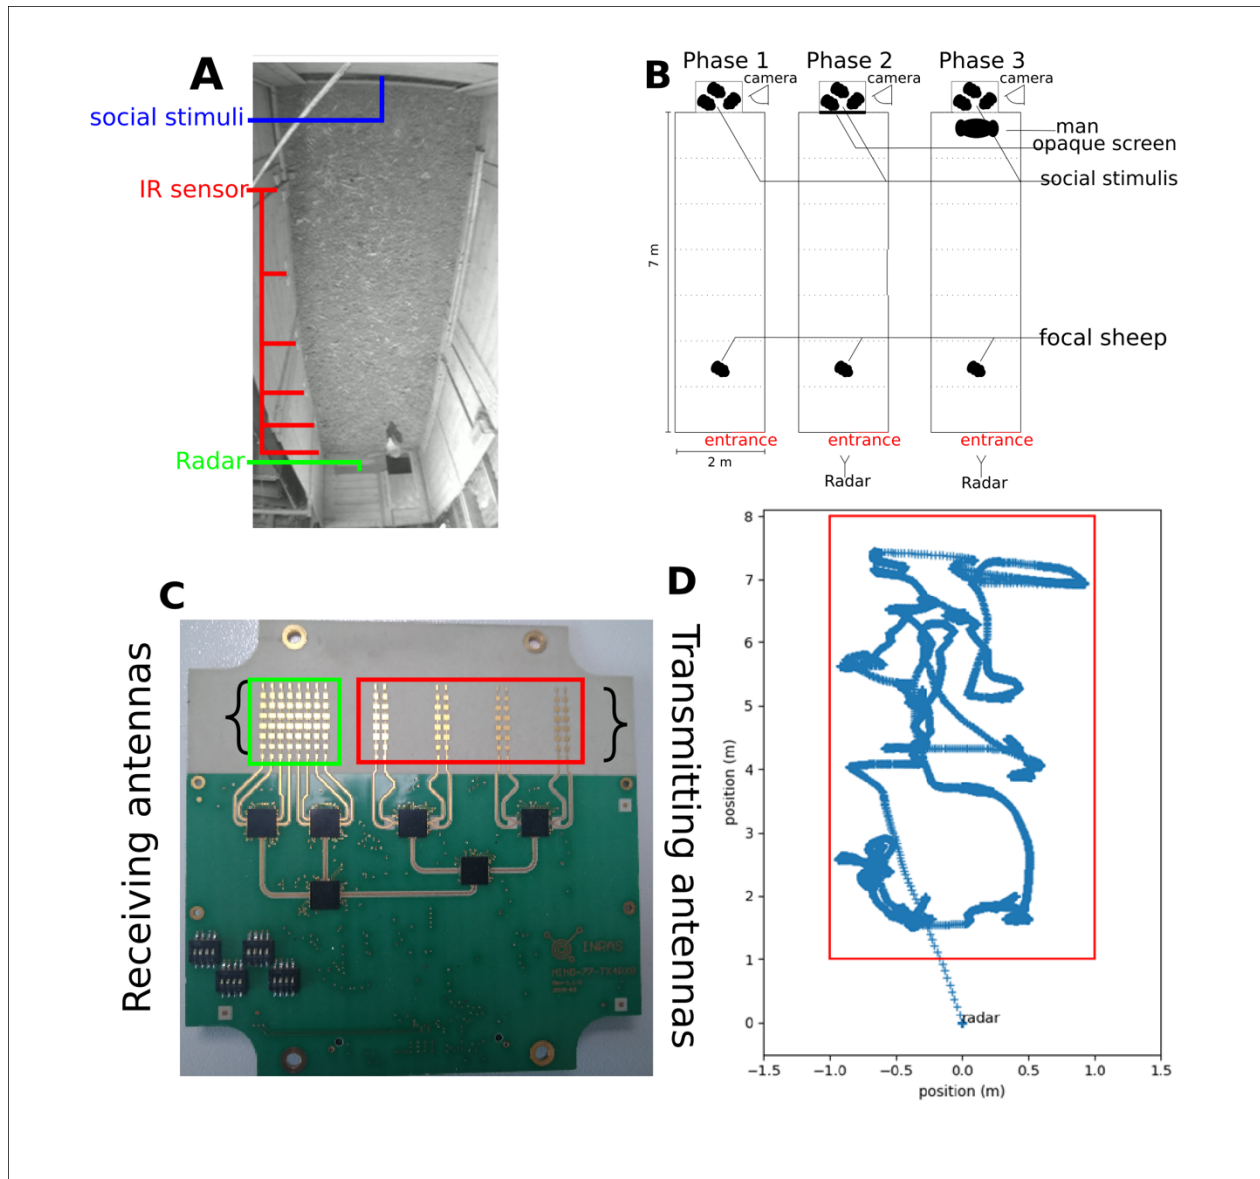 A
social stimuli
IR sensor
Radar
B
Phase 1
Phase 2
Phase 3
camera
camera
camera
man
opaque screen
social stimulis
7 m
focal sheep
entrance
entrance
entrance
2 m
Radar
Radar
C
Receiving antennas
Transmitting antennas
INRAS
D
8
7
6
5
4
3
2
1
0
position (m)
radar
−1.5
−1.0
−0.5
0.0
0.5
1.0
1.5
position (m)